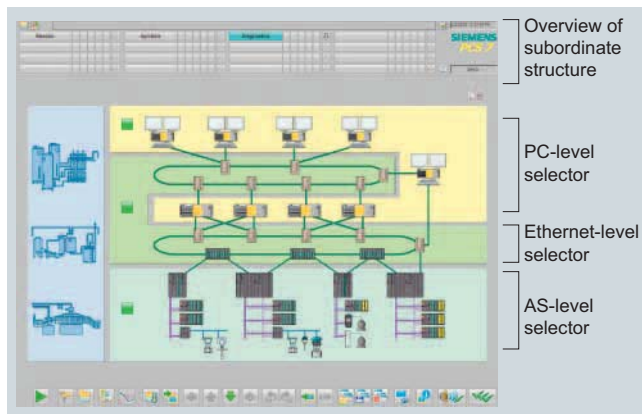 Overview of
subordinate
structure
SIEMENS
PCS 7
PC-level
selector
Ethernet-level
selector
AS-level
selector